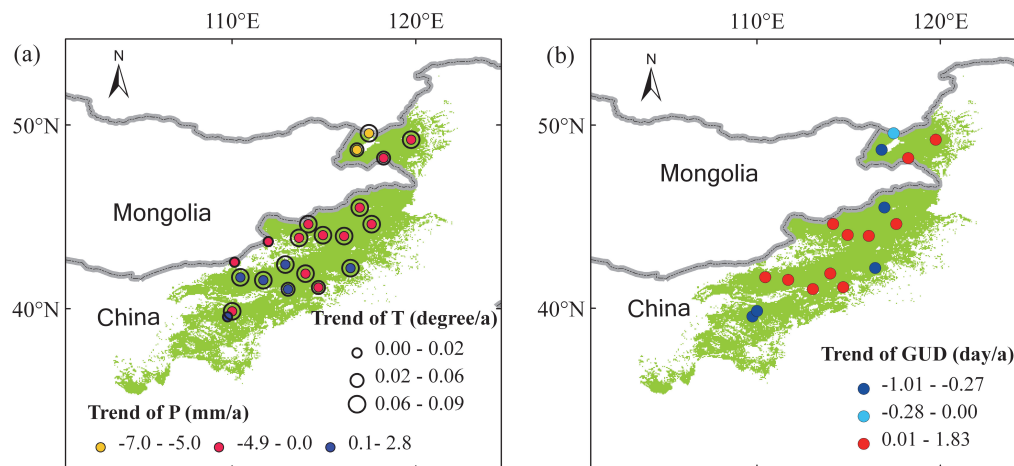 110°E 120°E 110°E 120°E
(a) N (b) N
50°N 50°N
Mongolia Mongolia
40°N 40°N
China China
Trend of T (degree/a)
0.00 - 0.02
0.02 - 0.06
0.06 - 0.09
Trend of P (mm/a)
-7.0 - -5.0 -4.9 - 0.0 0.1- 2.8
Trend of GUD (day/a)
-1.01 - -0.27
-0.28 - 0.00
0.01 - 1.83